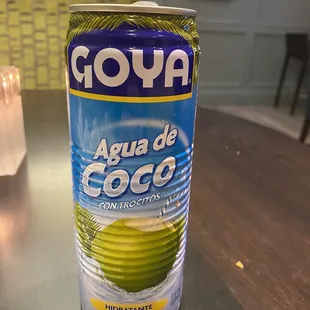 GOYA
Agua de
Coco
CON TROCITOS
HIDRATANTE